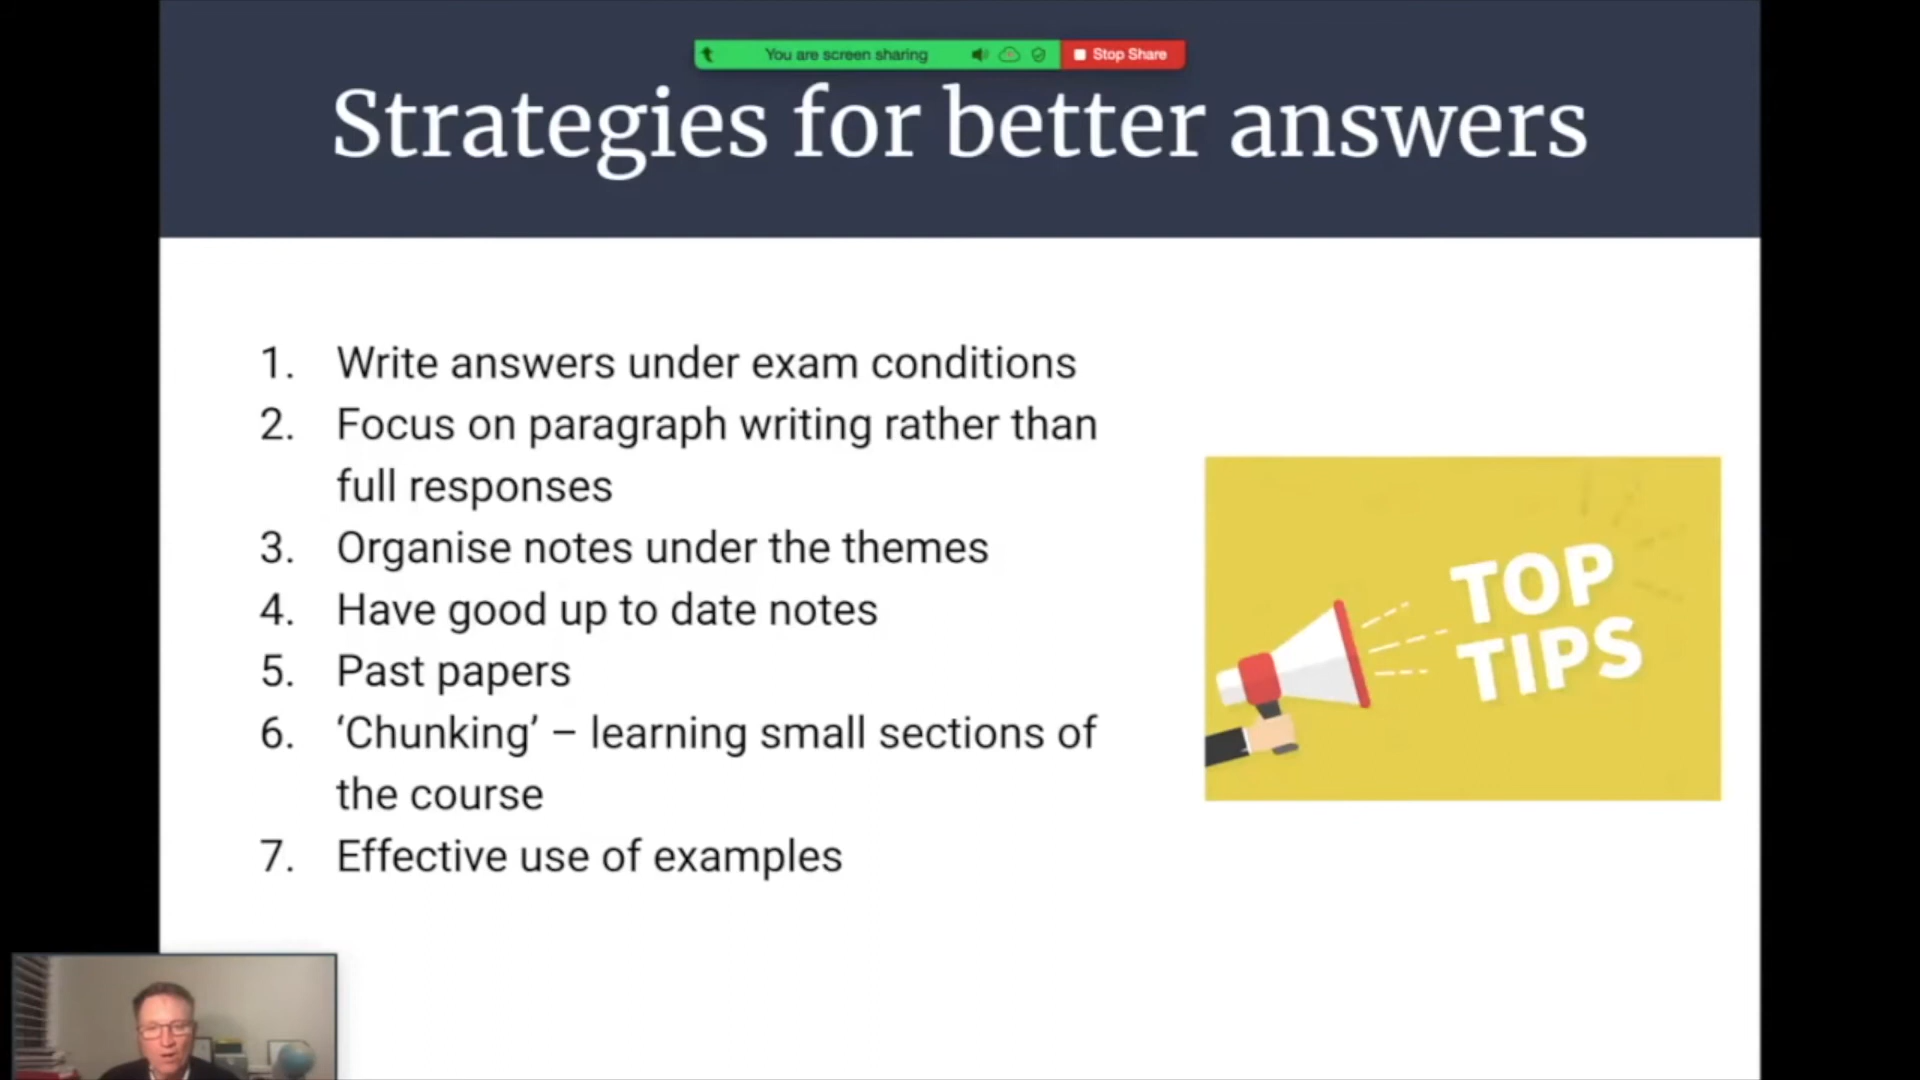 You are screen sharing
Stop Share
Strategies for better answers
1. Write answers under exam conditions
2. Focus on paragraph writing rather than
full responses
3. Organise notes under the themes
4. Have good up to date notes
5. Past papers
6. ‘Chunking’ – learning small sections of
the course
7. Effective use of examples
TOP
TIPS